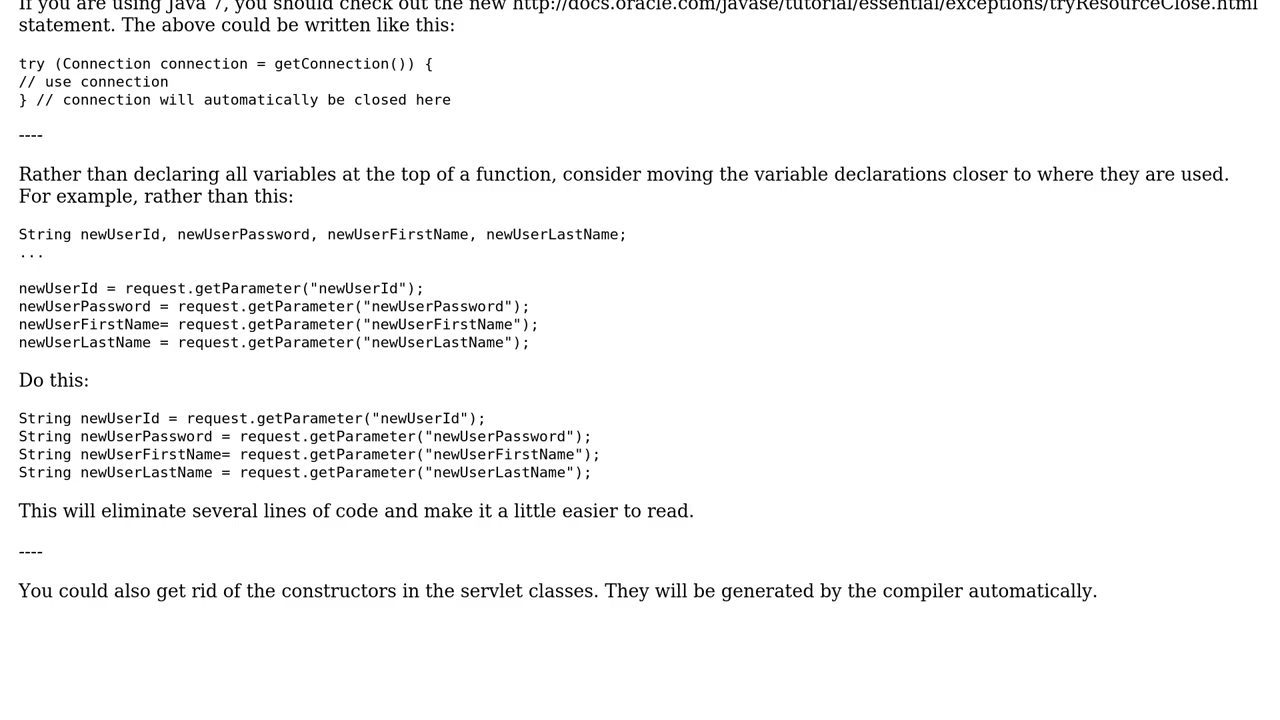 If you are using Java 7, you should check out the new http://docs.oracle.com/javase/tutorial/essential/exceptions/tryResourceClose.html
statement. The above could be written like this:
try (Connection connection = getConnection()) {
// use connection
} // connection will automatically be closed here
----
Rather than declaring all variables at the top of a function, consider moving the variable declarations closer to where they are used.
For example, rather than this:
String newUserId, newUserPassword, newUserFirstName, newUserLastName;
...
newUserId = request.getParameter("newUserId");
newUserPassword = request.getParameter("newUserPassword");
newUserFirstName= request.getParameter("newUserFirstName");
newUserLastName = request.getParameter("newUserLastName");
Do this:
String newUserId = request.getParameter("newUserId");
String newUserPassword = request.getParameter("newUserPassword");
String newUserFirstName= request.getParameter("newUserFirstName");
String newUserLastName = request.getParameter("newUserLastName");
This will eliminate several lines of code and make it a little easier to read.
----
You could also get rid of the constructors in the servlet classes. They will be generated by the compiler automatically.